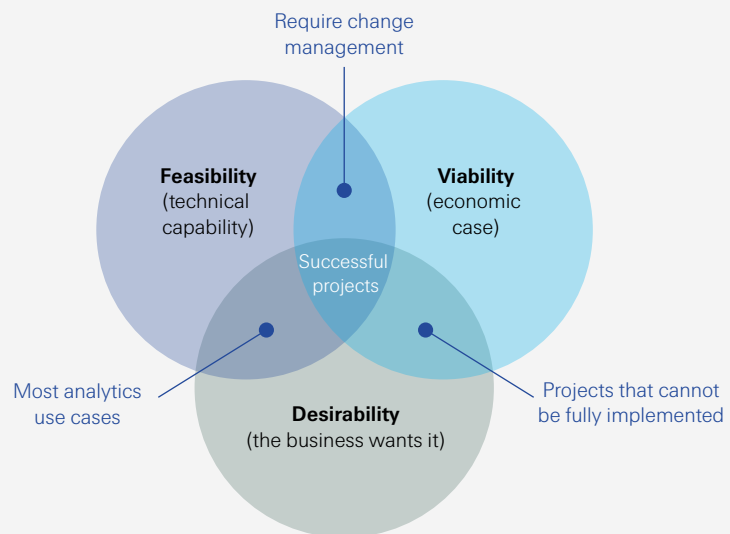 Require change
management
Feasibility
(technical
capability)
Viability
(economic
case)
Successful
projects
Most analytics
use cases
Projects that cannot
be fully implemented
Desirability
(the business wants it)